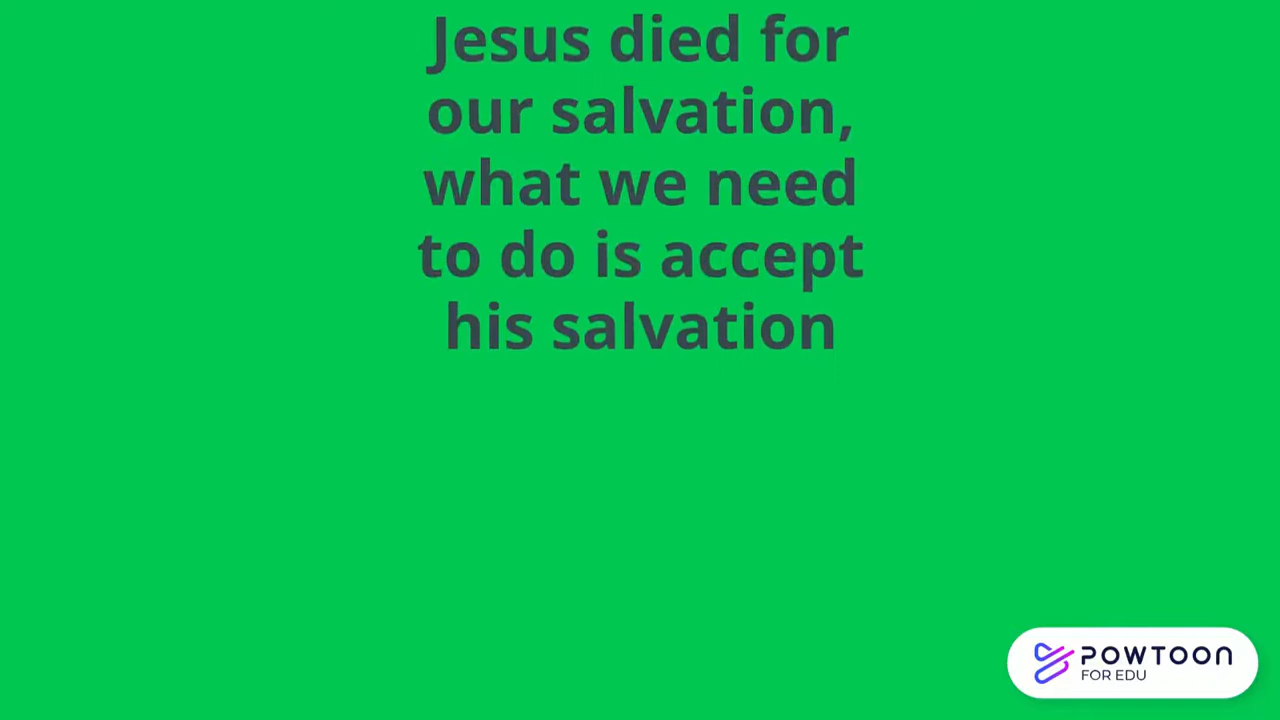 Jesus died for
our salvation,
what we need
to do is accept
his salvation
POWTOON
FOR EDU